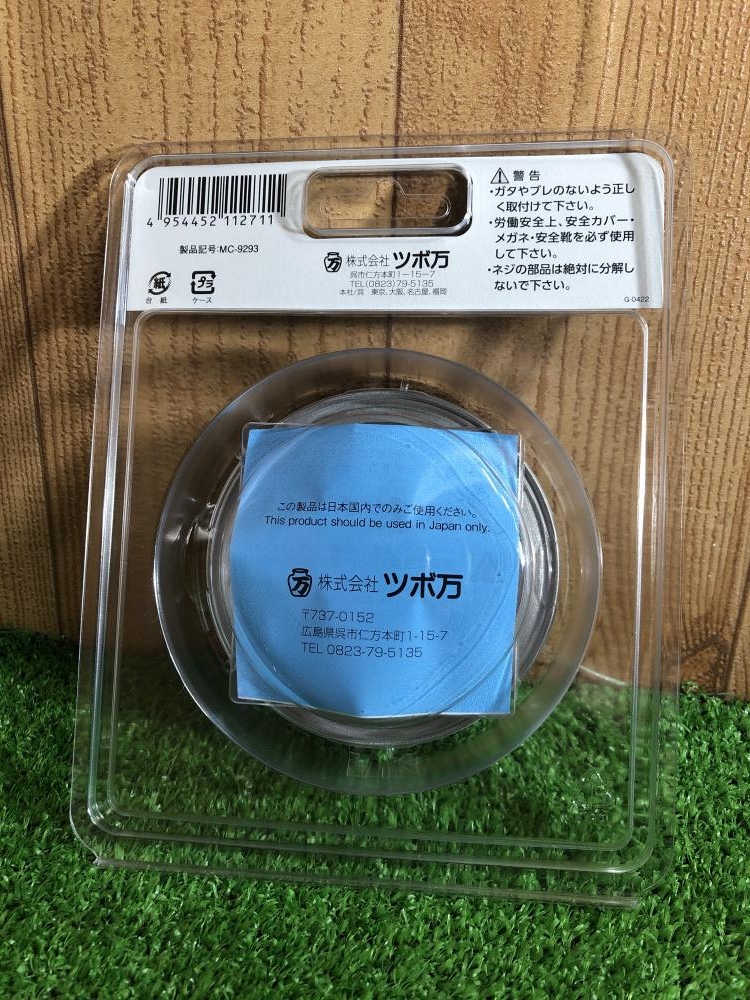 4 954452 112711
製品記号:MC-9293
紙
台 紙
プラ
ケース
万 株式会社 ツボ万
呉市仁方本町1-15-7
TEL(0823)79-5135
本社/呉 東京、大阪、名古屋、福岡
警告
・ガタやブレのないよう正し
く取付けて下さい。
・労働安全上、安全カバー・
メガネ・安全靴を必ず使用
して下さい。
・ネジの部品は絶対に分解し
ないで下さい。
G-0422
この製品は日本国内でのみご使用ください。
This product should be used in Japan only.
万 株式会社 ツボ万
〒737-0152
広島県呉市仁方本町1-15-7
TEL 0823-79-5135